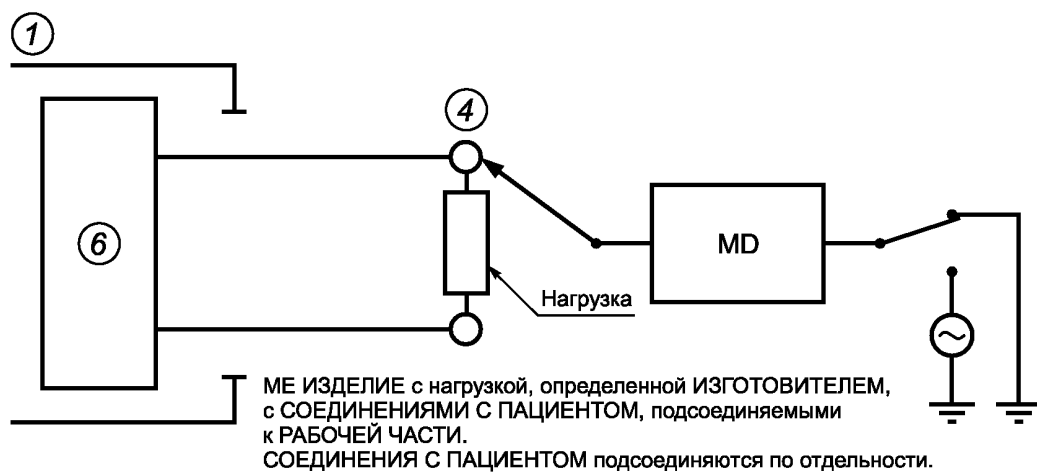 1
4
6
MD
Нагрузка
МЕ ИЗДЕЛИЕ с нагрузкой, определенной ИЗГОТОВИТЕЛЕМ,
с СОЕДИНЕНИЯМИ С ПАЦИЕНТОМ, подсоединяемыми
к РАБОЧЕЙ ЧАСТИ.
СОЕДИНЕНИЯ С ПАЦИЕНТОМ подсоединяются по отдельности.